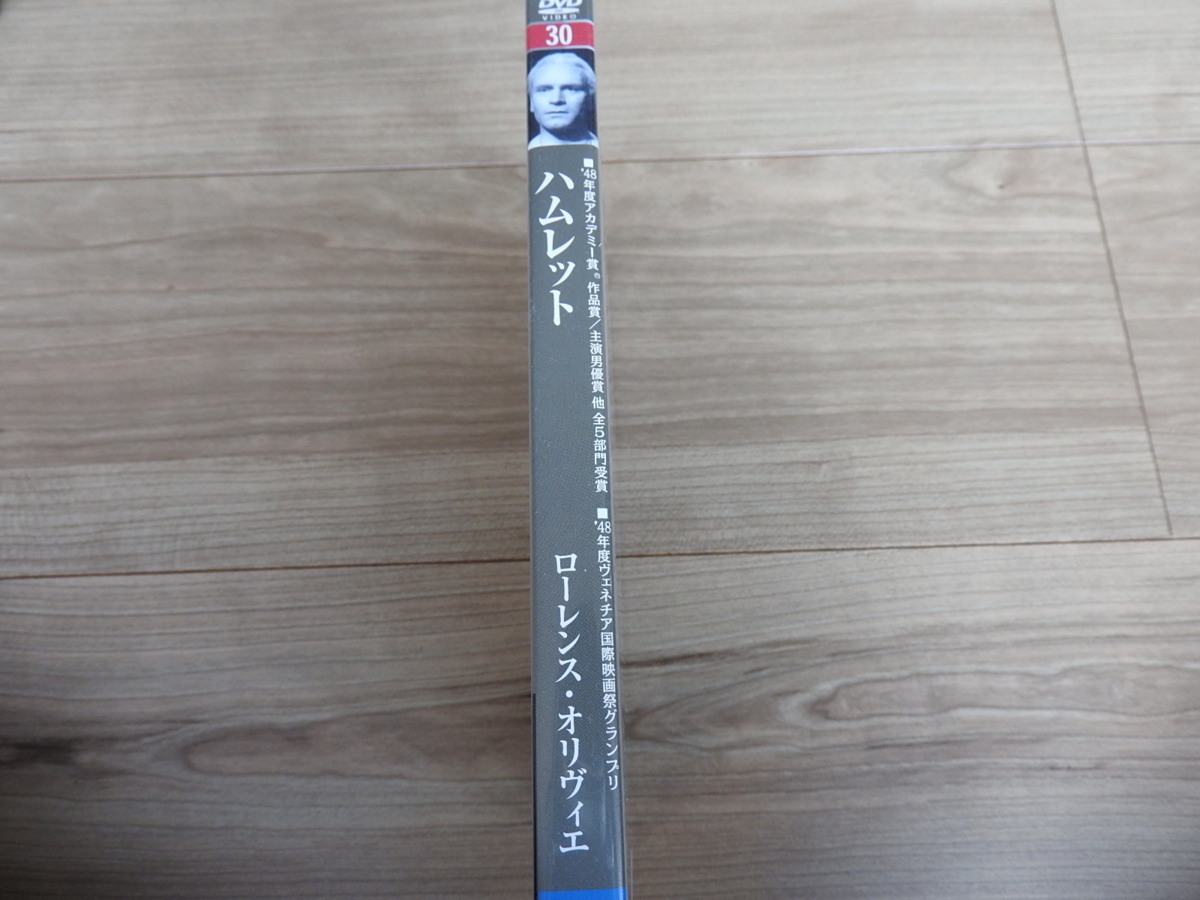 DVD
VIDEO
30
■'48年度アカデミー賞®作品賞／主演男優賞 他 全5部門受賞 ■'48年度ヴェネチア国際映画祭グランプリ
ハムレット
ローレンス・オリヴィエ